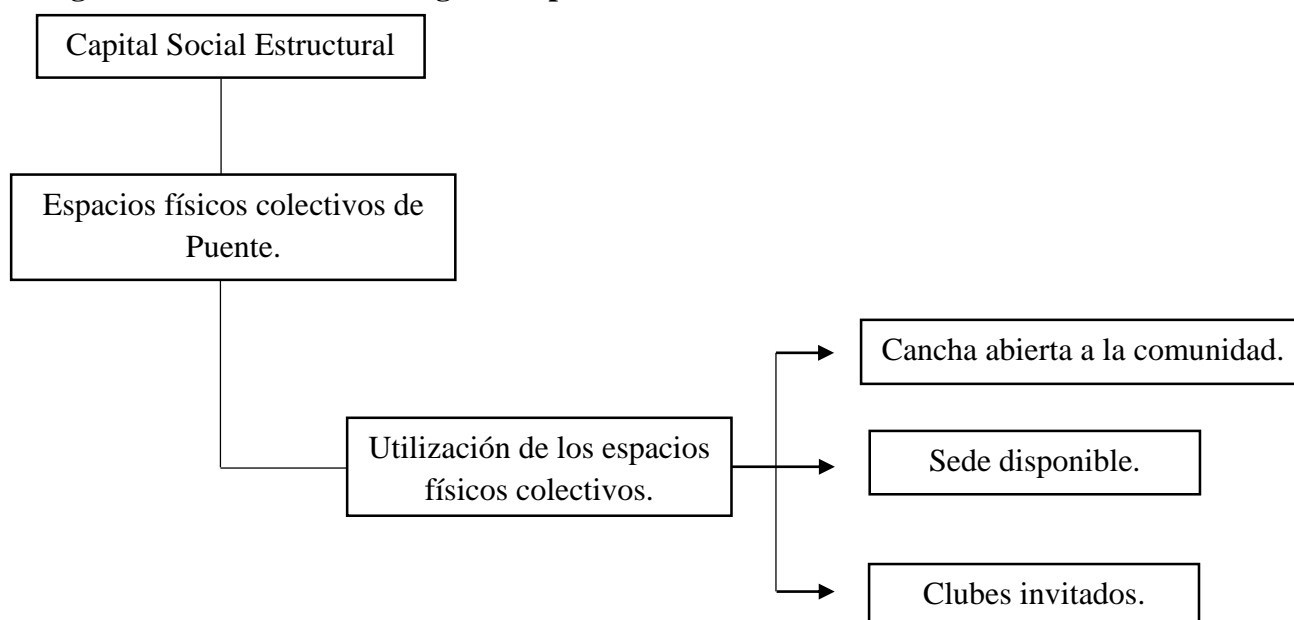 Capital Social Estructural
Espacios físicos colectivos de
Puente.
Cancha abierta a la comunidad.
Utilización de los espacios
físicos colectivos.
Sede disponible.
Clubes invitados.